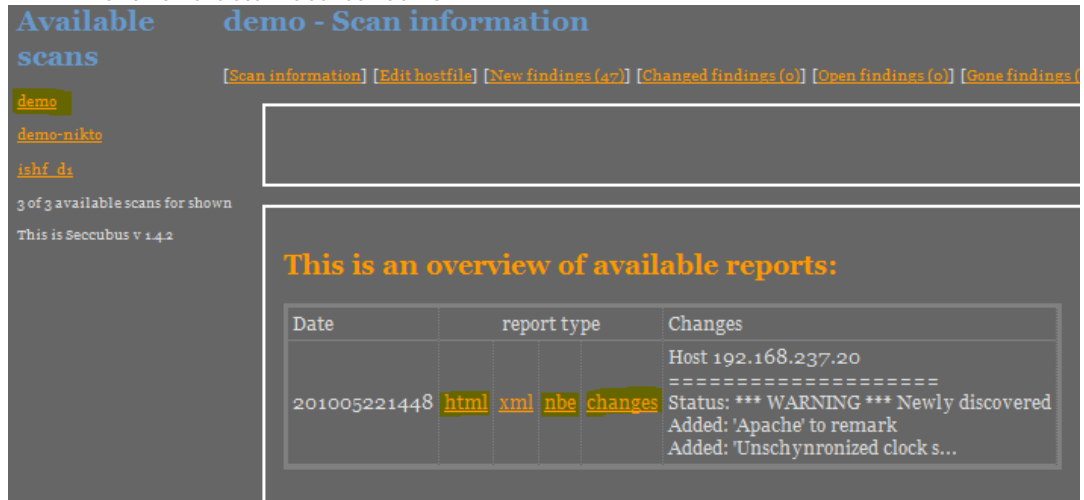 Available scans
demo
demo-nikto
ishf_d1
3 of 3 available scans for shown
This is Seccubus v 1.4.2
demo - Scan information
[Scan information] [Edit hostfile] [New findings (47)] [Changed findings (0)] [Open findings (0)] [Gone findings (
This is an overview of available reports:
Date report type Changes
201005221448 html xml nbe changes
Host 192.168.237.20
====================
Status: *** WARNING *** Newly discovered
Added: 'Apache' to remark
Added: 'Unschynronized clock s...